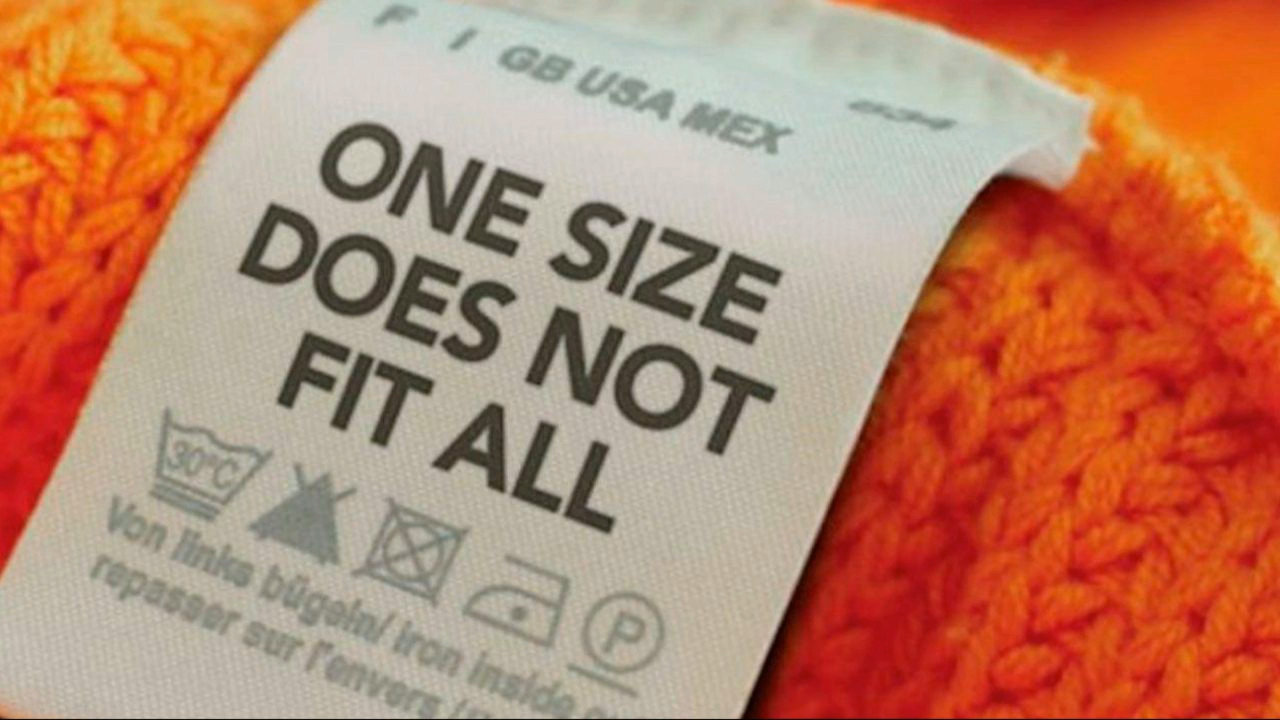 F I GB USA MEX
ONE SIZE
DOES NOT
FIT ALL
30°C
P
Von links bügeln/ iron inside
repasser sur l'envers